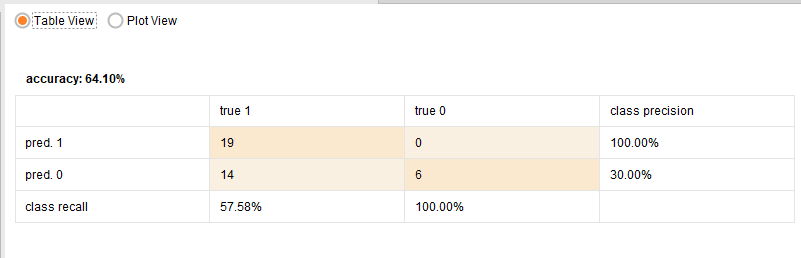 Table View Plot View
accuracy: 64.10%
true 1 true 0 class precision
pred. 1 19 0 100.00%
pred. 0 14 6 30.00%
class recall 57.58% 100.00%